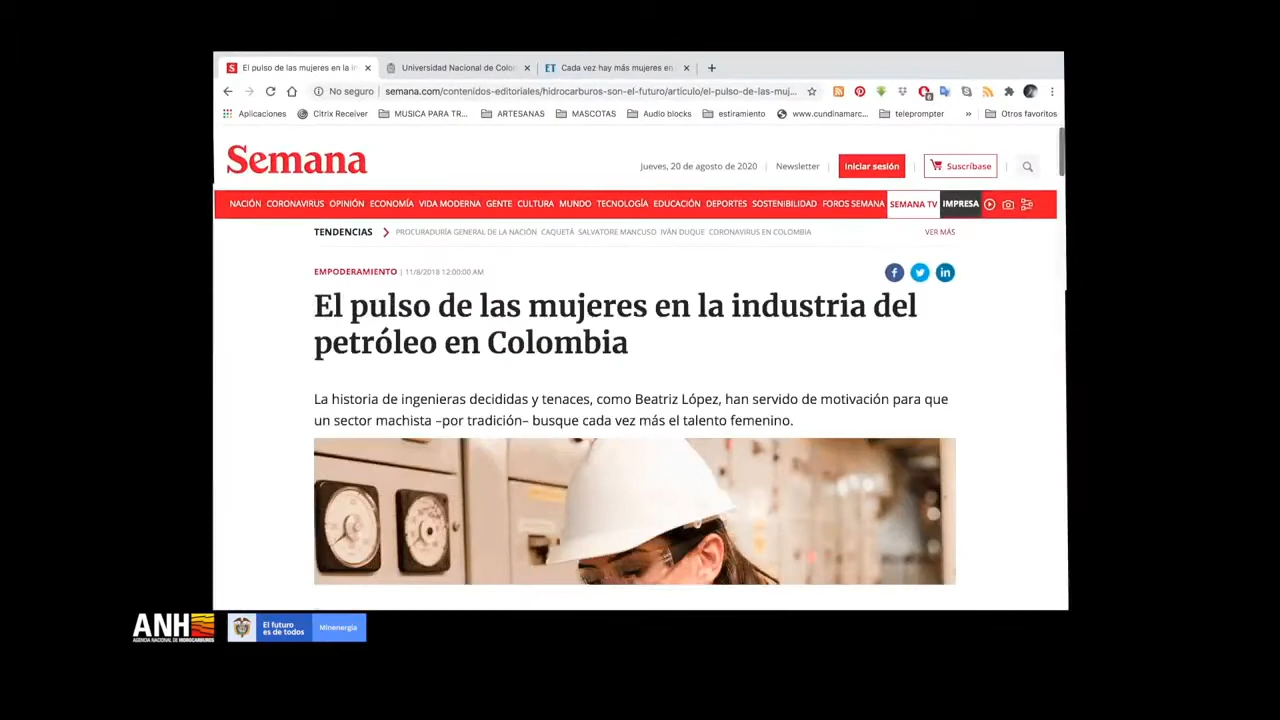 El pulso de las mujeres en la in
Universidad Nacional de Colon
ET Cada vez hay más mujeres en
No seguro
semana.com/contenidos-editoriales/hidrocarburos-son-el-futuro/articulo/el-pulso-de-las-muj...
Aplicaciones
Citrix Receiver
MUSICA PARA TR...
ARTESANAS
MASCOTAS
Audio blocks
estiramiento
www.cundinamarc...
teleprompter
»
Otros favoritos
Semana
Jueves, 20 de agosto de 2020
Newsletter
Iniciar sesión
Suscríbase
NACIÓN CORONAVIRUS OPINIÓN ECONOMÍA VIDA MODERNA GENTE CULTURA MUNDO TECNOLOGÍA EDUCACIÓN DEPORTES SOSTENIBILIDAD FOROS SEMANA SEMANA TV IMPRESA
TENDENCIAS
PROCURADURÍA GENERAL DE LA NACIÓN CAQUETÁ SALVATORE MANCUSO IVÁN DUQUE CORONAVIRUS EN COLOMBIA
VER MÁS
EMPODERAMIENTO | 11/8/2018 12:00:00 AM
El pulso de las mujeres en la industria del
petróleo en Colombia
La historia de ingenieras decididas y tenaces, como Beatriz López, han servido de motivación para que
un sector machista –por tradición– busque cada vez más el talento femenino.
ANH
AGENCIA NACIONAL DE HIDROCARBUROS
El futuro
es de todos
Minenergía